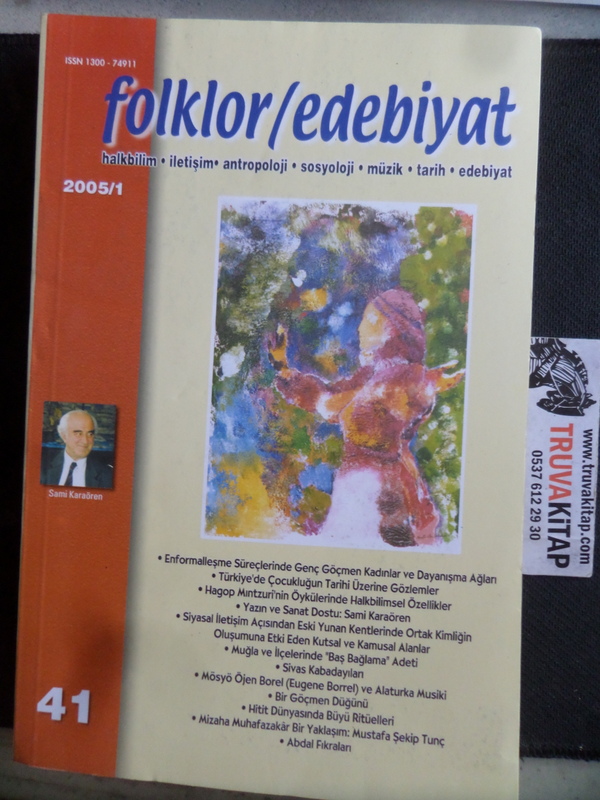 ISSN 1300 - 74911
folklor/edebiyat
halkbilim • iletişim • antropoloji • sosyoloji • müzik • tarih • edebiyat
2005/1
Sami Karaören
• Enformalleşme Süreçlerinde Genç Göçmen Kadınlar ve Dayanışma Ağları
• Türkiye'de Çocukluğun Tarihi Üzerine Gözlemler
• Hagop Mıntzuri'nin Öykülerinde Halkbilimsel Özellikler
• Yazın ve Sanat Dostu: Sami Karaören
• Siyasal İletişim Açısından Eski Yunan Kentlerinde Ortak Kimliğin
Oluşumuna Etki Eden Kutsal ve Kamusal Alanlar
• Muğla ve İlçelerinde "Baş Bağlama" Adeti
• Sivas Kabadayıları
• Mösyö Öjen Borel (Eugene Borrel) ve Alaturka Musiki
• Bir Göçmen Düğünü
• Hitit Dünyasında Büyü Ritüelleri
• Mizaha Muhafazakâr Bir Yaklaşım: Mustafa Şekip Tunç
• Abdal Fıkraları
41
www.truvakitap.com
TRUVAKİTAP
0537 612 29 30